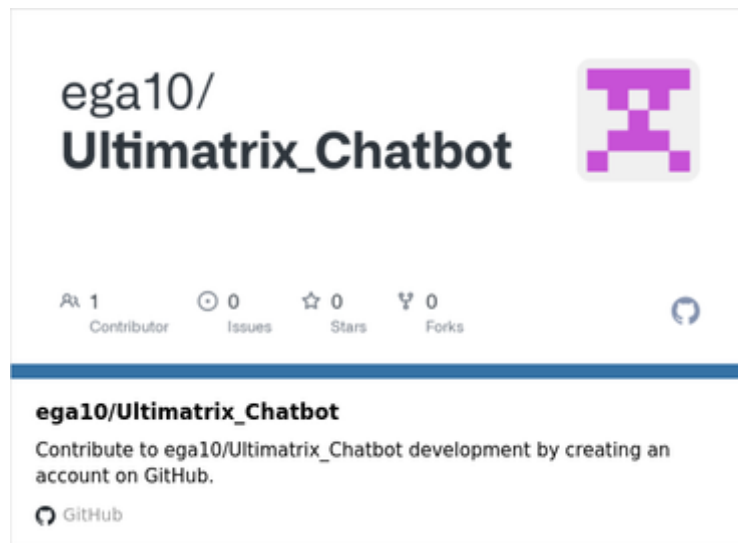 ega10/
Ultimatrix_Chatbot
1
Contributor
0
Issues
0
Stars
0
Forks
ega10/Ultimatrix_Chatbot
Contribute to ega10/Ultimatrix_Chatbot development by creating an
account on GitHub.
GitHub